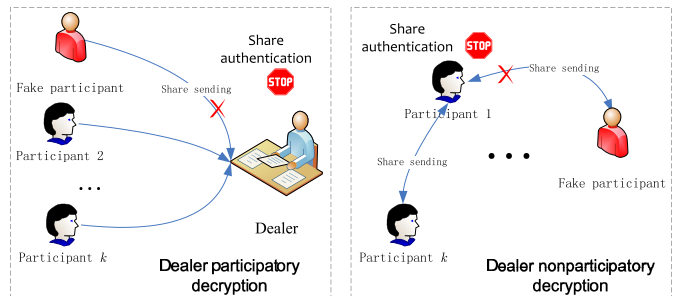 Share
authentication
STOP
Share sending
Fake participant
Participant 2
...
Participant k
Dealer
Dealer participatory
decryption
Share
authentication
STOP
Share sending
Participant 1
Share sending
...
Fake participant
Participant k
Dealer nonparticipatory
decryption